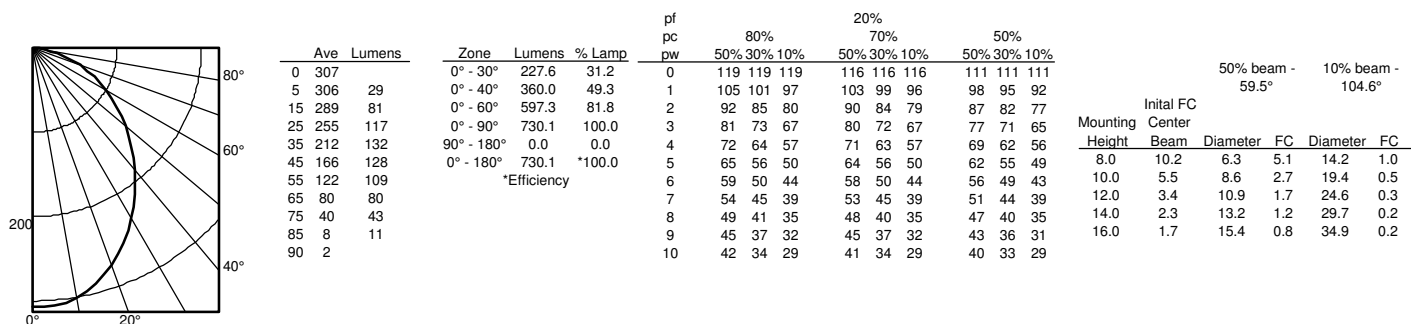 80°
60°
40°
200
0° 20°
Ave Lumens
0 307
5 306 29
15 289 81
25 255 117
35 212 132
45 166 128
55 122 109
65 80 80
75 40 43
85 8 11
90 2
Zone Lumens % Lamp
0° - 30° 227.6 31.2
0° - 40° 360.0 49.3
0° - 60° 597.3 81.8
0° - 90° 730.1 100.0
90° - 180° 0.0 0.0
0° - 180° 730.1 *100.0
*Efficiency
pf 20%
pc 80% 70% 50%
pw 50% 30% 10% 50% 30% 10% 50% 30% 10%
0 119 119 119 116 116 116 111 111 111
1 105 101 97 103 99 96 98 95 92
2 92 85 80 90 84 79 87 82 77
3 81 73 67 80 72 67 77 71 65
4 72 64 57 71 63 57 69 62 56
5 65 56 50 64 56 50 62 55 49
6 59 50 44 58 50 44 56 49 43
7 54 45 39 53 45 39 51 44 39
8 49 41 35 48 40 35 47 40 35
9 45 37 32 45 37 32 43 36 31
10 42 34 29 41 34 29 40 33 29
50% beam - 10% beam -
59.5° 104.6°
Inital FC
Mounting Center
Height Beam Diameter FC Diameter FC
8.0 10.2 6.3 5.1 14.2 1.0
10.0 5.5 8.6 2.7 19.4 0.5
12.0 3.4 10.9 1.7 24.6 0.3
14.0 2.3 13.2 1.2 29.7 0.2
16.0 1.7 15.4 0.8 34.9 0.2